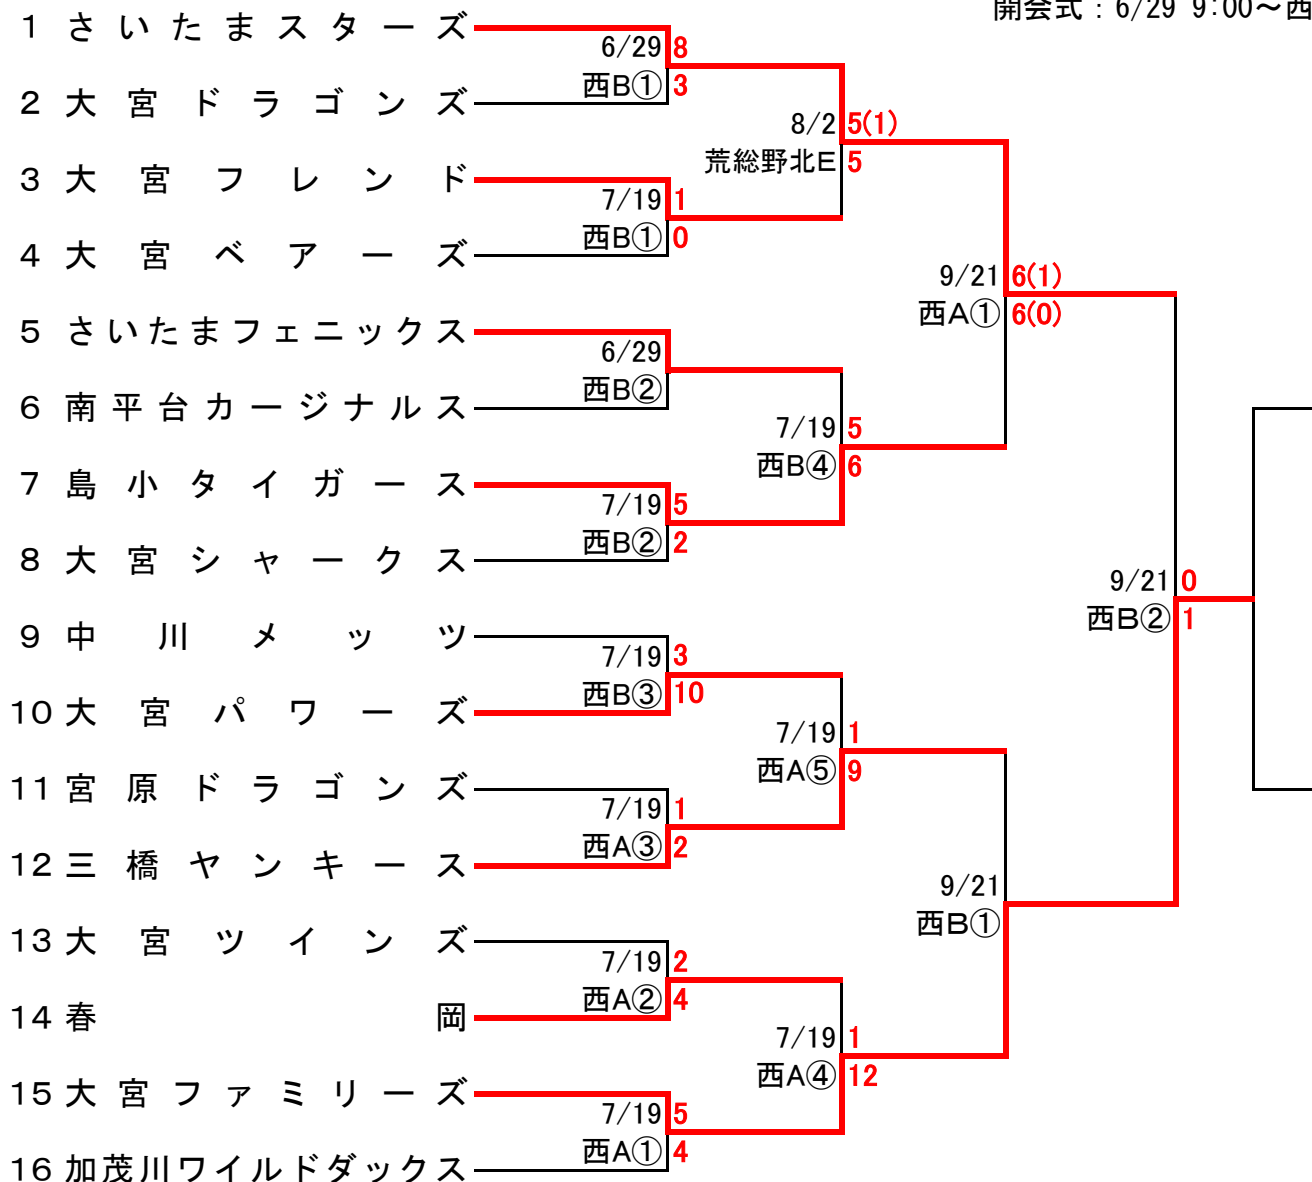 開会式：6/29 9:00～西
1 さいたまスターズ
6/29 8
西B① 3
2 大宮ドラゴンズ
8/2 5(1)
荒総野北E 5
3 大宮フレンド
7/19 1
西B① 0
4 大宮ベアーズ
9/21 6(1)
西A① 6(0)
5 さいたまフェニックス
6/29
西B②
6 南平台カージナルス
7/19 5
西B④ 6
7 島小タイガース
7/19 5
西B② 2
8 大宮シャークス
9/21 0
西B② 1
9 中川メッツ
7/19 3
西B③ 10
10 大宮パワーズ
7/19 1
西A⑤ 9
11 宮原ドラゴンズ
7/19 1
西A③ 2
12 三橋ヤンキース
9/21
西B①
13 大宮ツインズ
7/19 2
西A② 4
14 春岡
7/19 1
西A④ 12
15 大宮ファミリーズ
7/19 5
西A① 4
16 加茂川ワイルドダックス